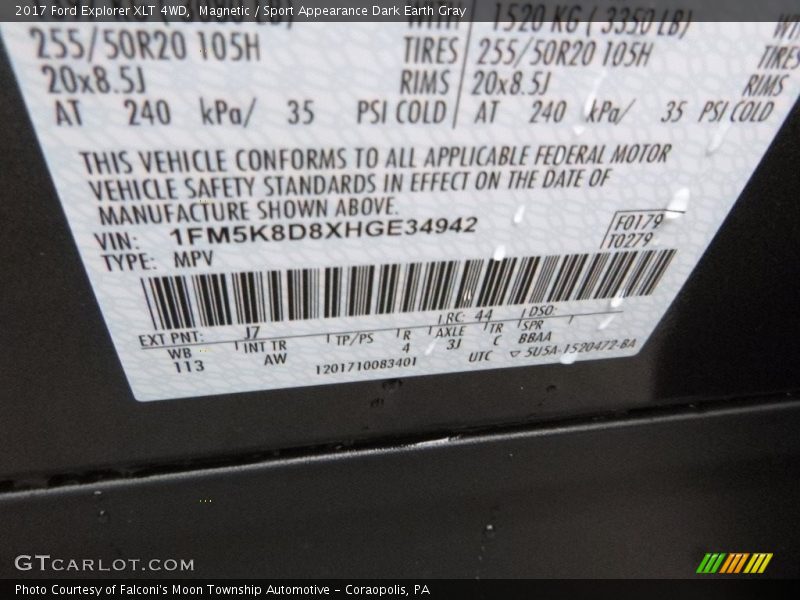 2017 Ford Explorer XLT 4WD, Magnetic / Sport Appearance Dark Earth Gray
1520 KG ( 3350 LB)
255/50R20 105H TIRES 255/50R20 105H TIRES
20x8.5J RIMS 20x8.5J RIMS
AT 240 kPa/ 35 PSI COLD AT 240 kPa/ 35 PSI COLD
THIS VEHICLE CONFORMS TO ALL APPLICABLE FEDERAL MOTOR
VEHICLE SAFETY STANDARDS IN EFFECT ON THE DATE OF
MANUFACTURE SHOWN ABOVE.
VIN: 1FM5K8D8XHGE34942 F0179
TYPE: MPV T0279
EXT PNT: J7 RC: 44 DSO:
WB INT TR TP/PS R AXLE TR SPR
113 AW 4 3J C BBAA
1201710083401 UTC ▽ 5U5A-1520472-BA
GTCARLOT.COM
Photo Courtesy of Falconi's Moon Township Automotive - Coraopolis, PA